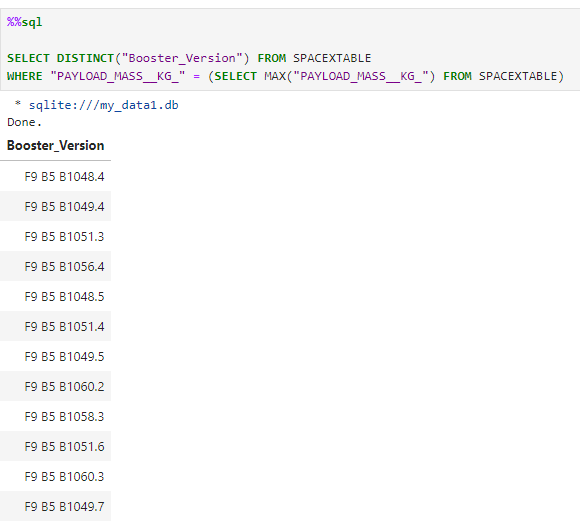 %%sql
SELECT DISTINCT("Booster_Version") FROM SPACEXTABLE
WHERE "PAYLOAD_MASS__KG_" = (SELECT MAX("PAYLOAD_MASS__KG_") FROM SPACEXTABLE)
* sqlite:///my_data1.db
Done.
Booster_Version
F9 B5 B1048.4
F9 B5 B1049.4
F9 B5 B1051.3
F9 B5 B1056.4
F9 B5 B1048.5
F9 B5 B1051.4
F9 B5 B1049.5
F9 B5 B1060.2
F9 B5 B1058.3
F9 B5 B1051.6
F9 B5 B1060.3
F9 B5 B1049.7